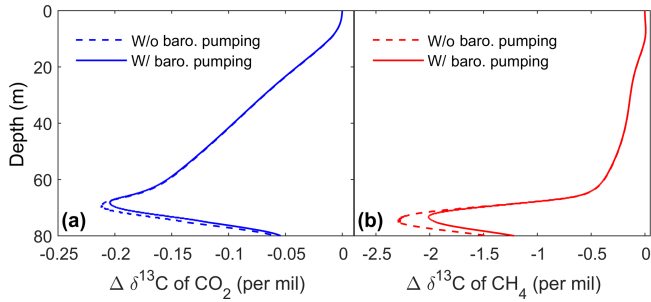 0
20
40
60
80
Depth (m)
W/o baro. pumping
W/ baro. pumping
(a)
-0.25 -0.2 -0.15 -0.1 -0.05 0
Δ δ¹³C of CO₂ (per mil)
W/o baro. pumping
W/ baro. pumping
(b)
-2.5 -2 -1.5 -1 -0.5 0
Δ δ¹³C of CH₄ (per mil)